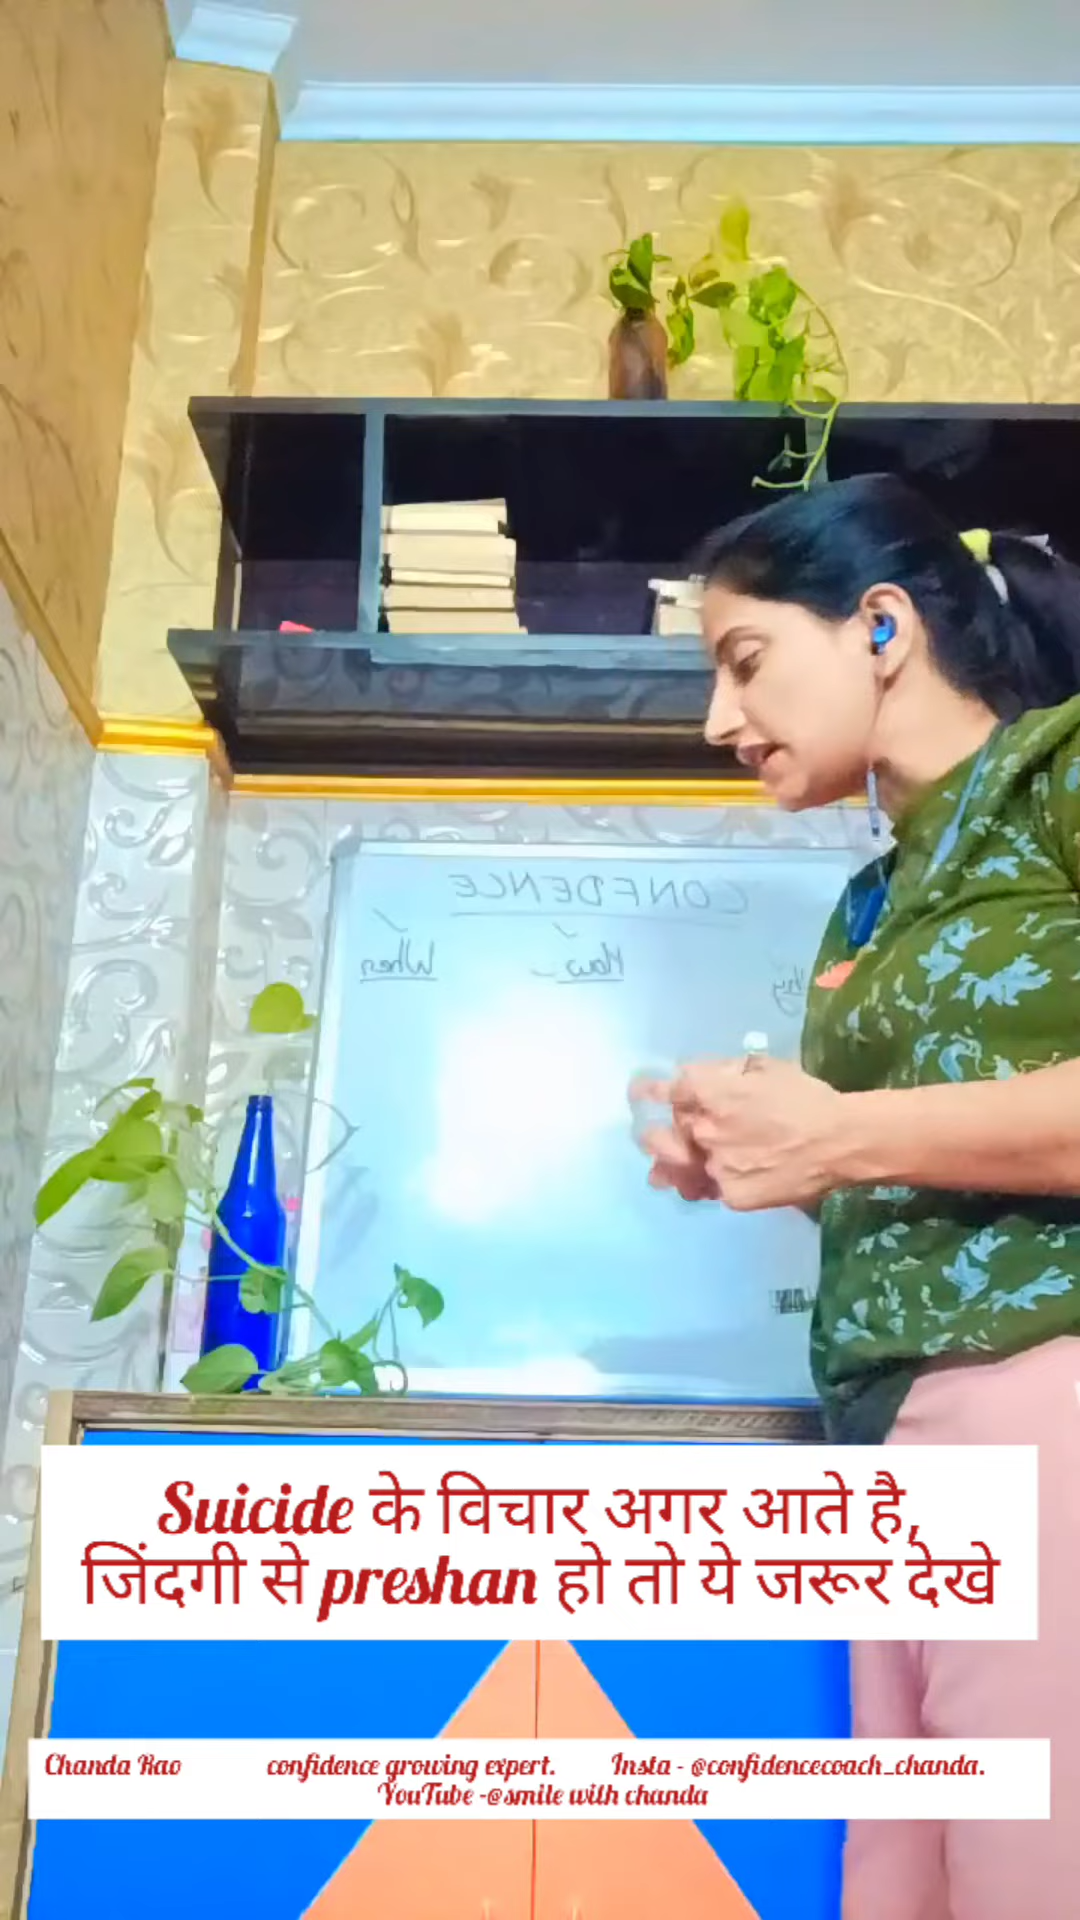 CONFIDENCE
When How
Suicide के विचार अगर आते है,
जिंदगी से preshan हो तो ये जरूर देखे
Chanda Rao confidence growing expert. Insta - @confidencecoach_chanda.
YouTube -@smile with chanda